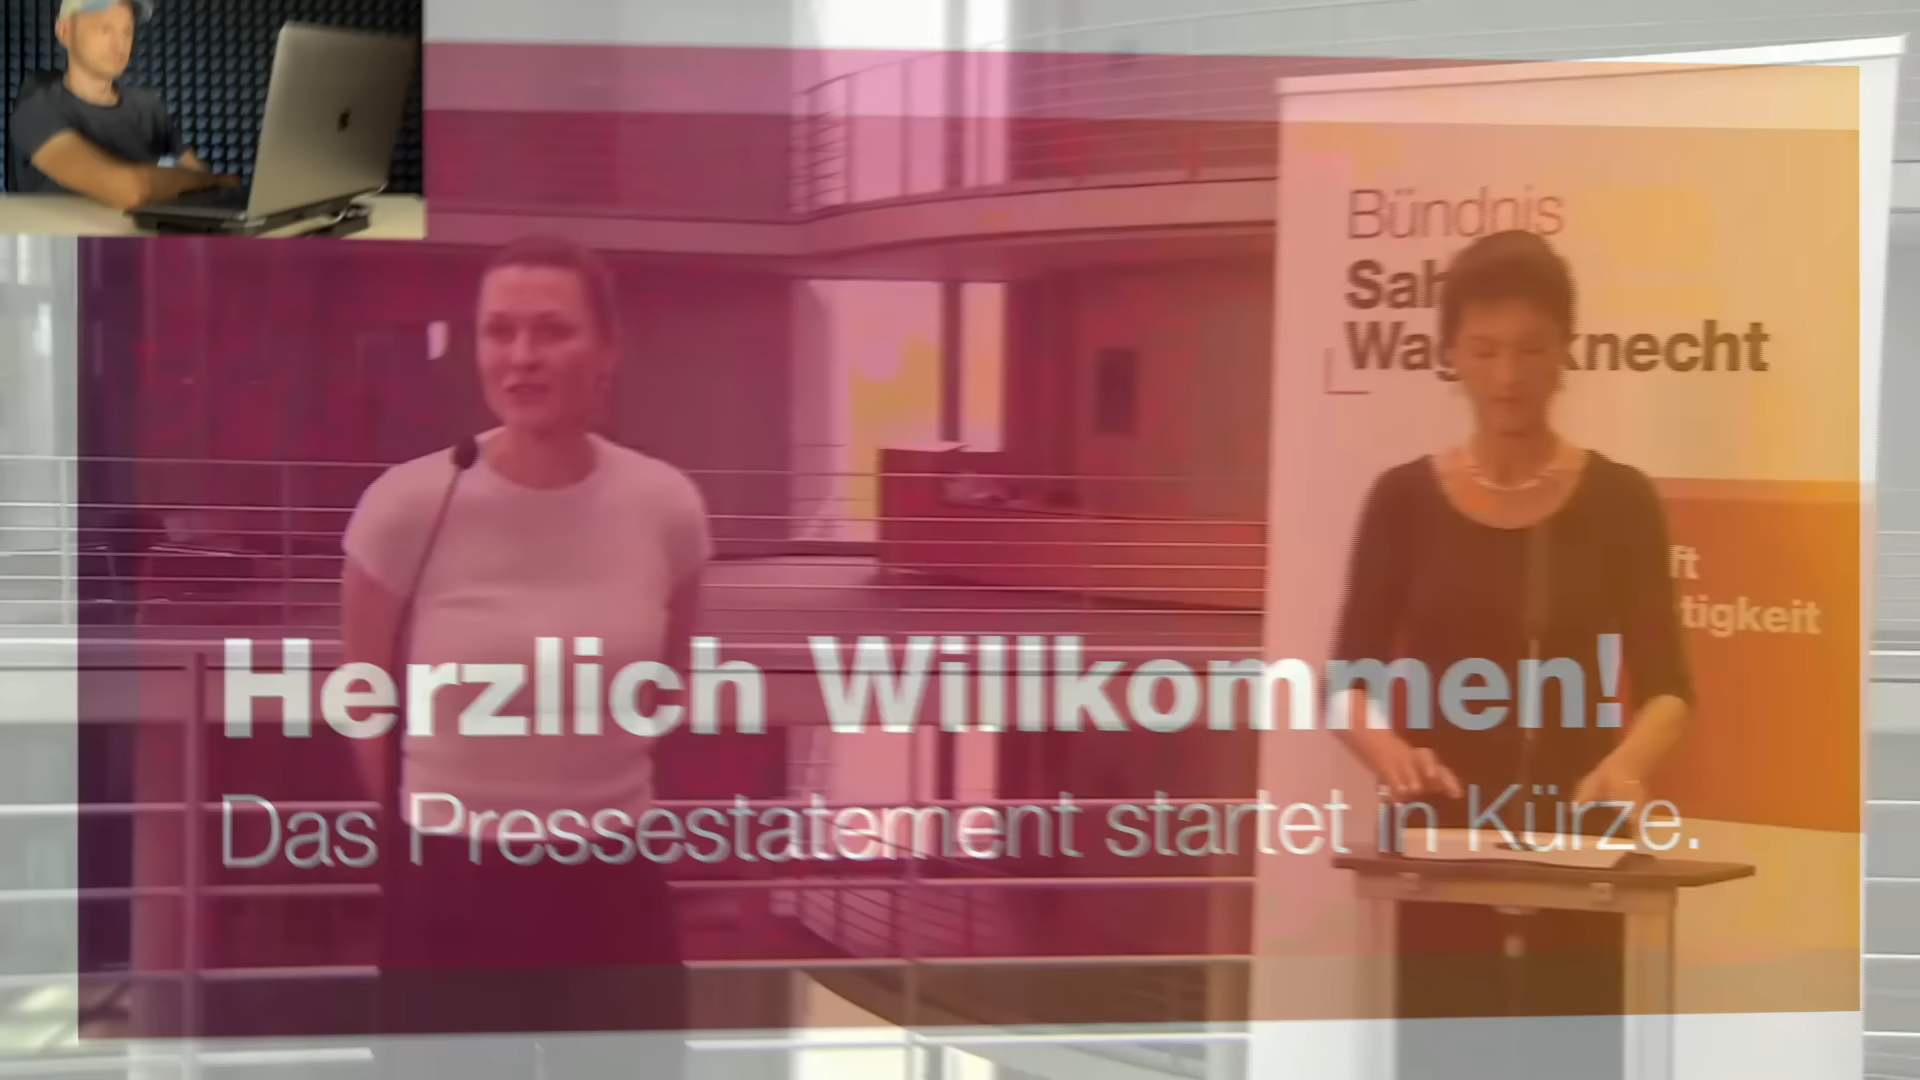 Bündnis
Sah
Wag knecht
ft
tigkeit
Herzlich Willkommen!
Das Pressestatement startet in Kürze.